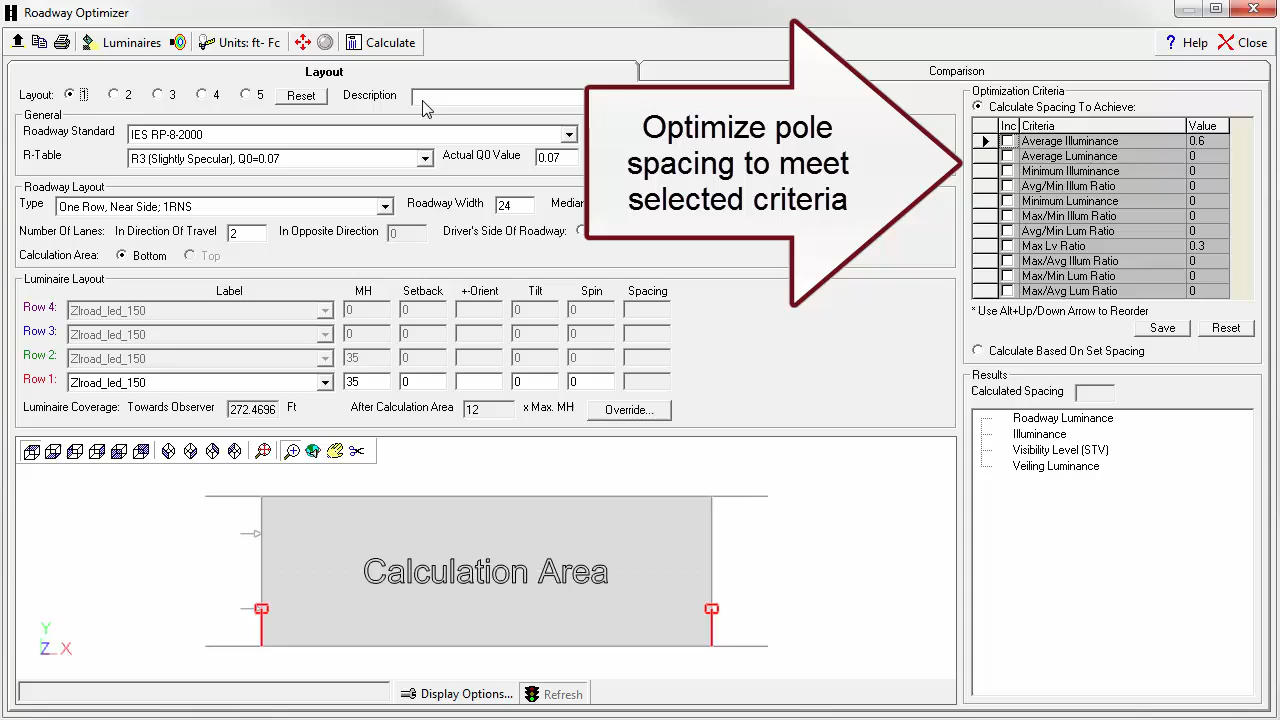 Roadway Optimizer
Luminaires Units: ft- Fc Calculate Help Close
Layout Comparison
Layout: 1 2 3 4 5 Reset Description
General
Roadway Standard IES RP-8-2000
R-Table R3 (Slightly Specular), Q0=0.07 Actual Q0 Value 0.07
Roadway Layout
Type One Row, Near Side; 1RNS Roadway Width 24 Median
Number Of Lanes: In Direction Of Travel 2 In Opposite Direction 0 Driver's Side Of Roadway:
Calculation Area: Bottom Top
Luminaire Layout
Label MH Setback +-Orient Tilt Spin Spacing
Row 4: Zlroad_led_150 0 0 0 0
Row 3: Zlroad_led_150 0 0 0 0
Row 2: Zlroad_led_150 35 0 0 0
Row 1: Zlroad_led_150 35 0 0 0
Luminaire Coverage: Towards Observer 272.4696 Ft After Calculation Area 12 x Max. MH Override...
Calculation Area
Y
Z X
Display Options... Refresh
Optimize pole
spacing to meet
selected criteria
Optimization Criteria
Calculate Spacing To Achieve:
Inc Criteria Value
Average Illuminance 0.6
Average Luminance 0
Minimum Illuminance 0
Avg/Min Illum Ratio 0
Minimum Luminance 0
Max/Min Illum Ratio 0
Avg/Min Lum Ratio 0
Max Lv Ratio 0.3
Max/Avg Illum Ratio 0
Max/Min Lum Ratio 0
Max/Avg Lum Ratio 0
* Use Alt+Up/Down Arrow to Reorder
Save Reset
Calculate Based On Set Spacing
Results
Calculated Spacing
Roadway Luminance
Illuminance
Visibility Level (STV)
Veiling Luminance